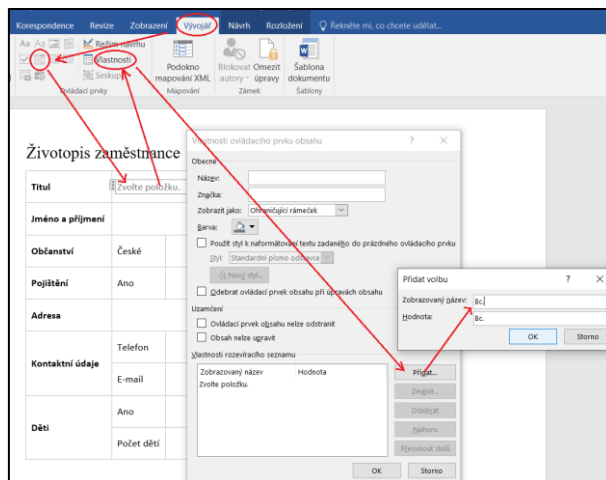 Korespondence Revize Zobrazení Vývojář Návrh Rozložení Řekněte mi, co chcete udělat...
Aa Aa Režim návrhu
Vlastnosti
Seskup
Ovládací prvky
Podokno
mapování XML
Mapování
Blokovat Omezit
autory úpravy
Zámek
Šablona
dokumentu
Šablony
Životopis zaměstnance
Titul Zvolte položku.
Jméno a příjmení
Občanství České
Pojištění Ano
Adresa
Kontaktní údaje
Telefon
E-mail
Děti
Ano
Počet dětí
Vlastnosti ovládacího prvku obsahu ? ×
Obecné
Název:
Značka:
Zobrazit jako: Ohraničující rámeček
Barva:
Použít styl k naformátování textu zadaného do prázdného ovládacího prvku
Styl: Standardní písmo odstavce
Nový styl...
Odebrat ovládací prvek obsahu při úpravách obsahu
Uzamčení
Ovládací prvek obsahu nelze odstranit
Obsah nelze upravit
Vlastnosti rozevíracího seznamu
Zobrazovaný název Hodnota
Zvolte položku.
Přidat...
Změnit...
Odebrat
Nahoru
Přesunout dolů
OK Storno
Přidat volbu ? ×
Zobrazovaný název: Bc.
Hodnota: Bc.
OK Storno